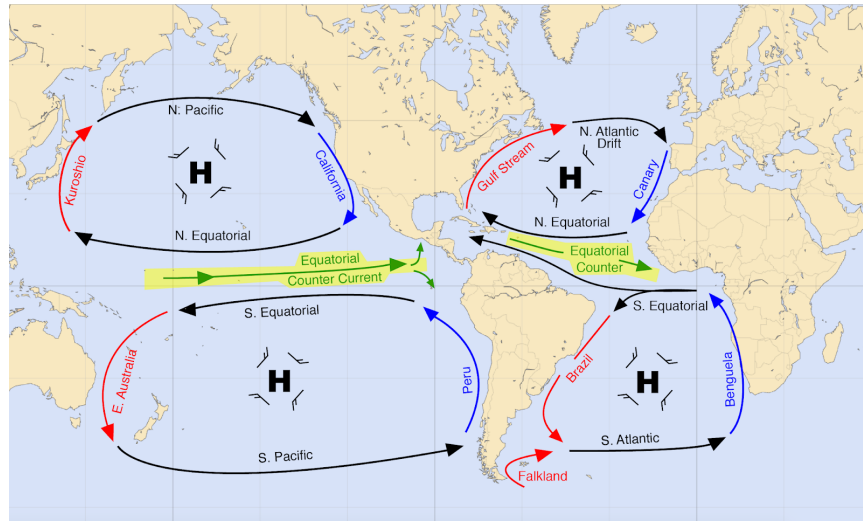 N. Pacific
Kuroshio
H
California
N. Equatorial
Equatorial
Counter Current
S. Equatorial
E. Australia
H
Peru
S. Pacific
N. Atlantic
Drift
Gulf Stream
H
Canary
N. Equatorial
Equatorial
Counter
S. Equatorial
Brazil
H
Benguela
S. Atlantic
Falkland